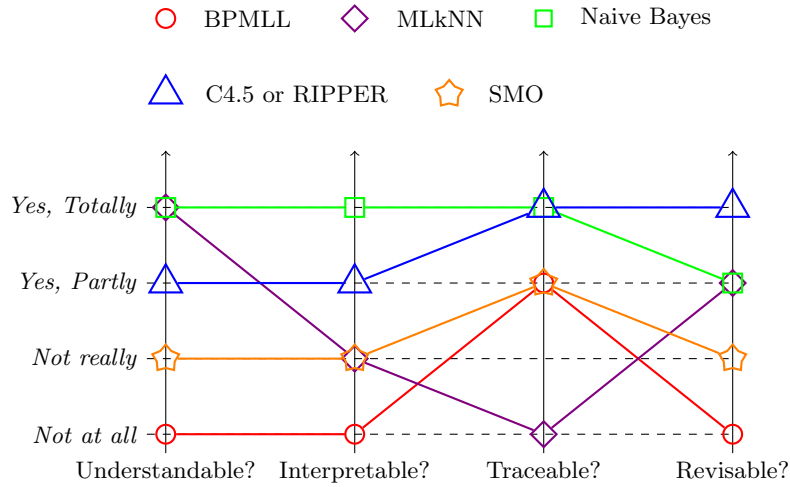 BPMLL MLkNN Naive Bayes
C4.5 or RIPPER SMO
Yes, Totally
Yes, Partly
Not really
Not at all
Understandable? Interpretable? Traceable? Revisable?